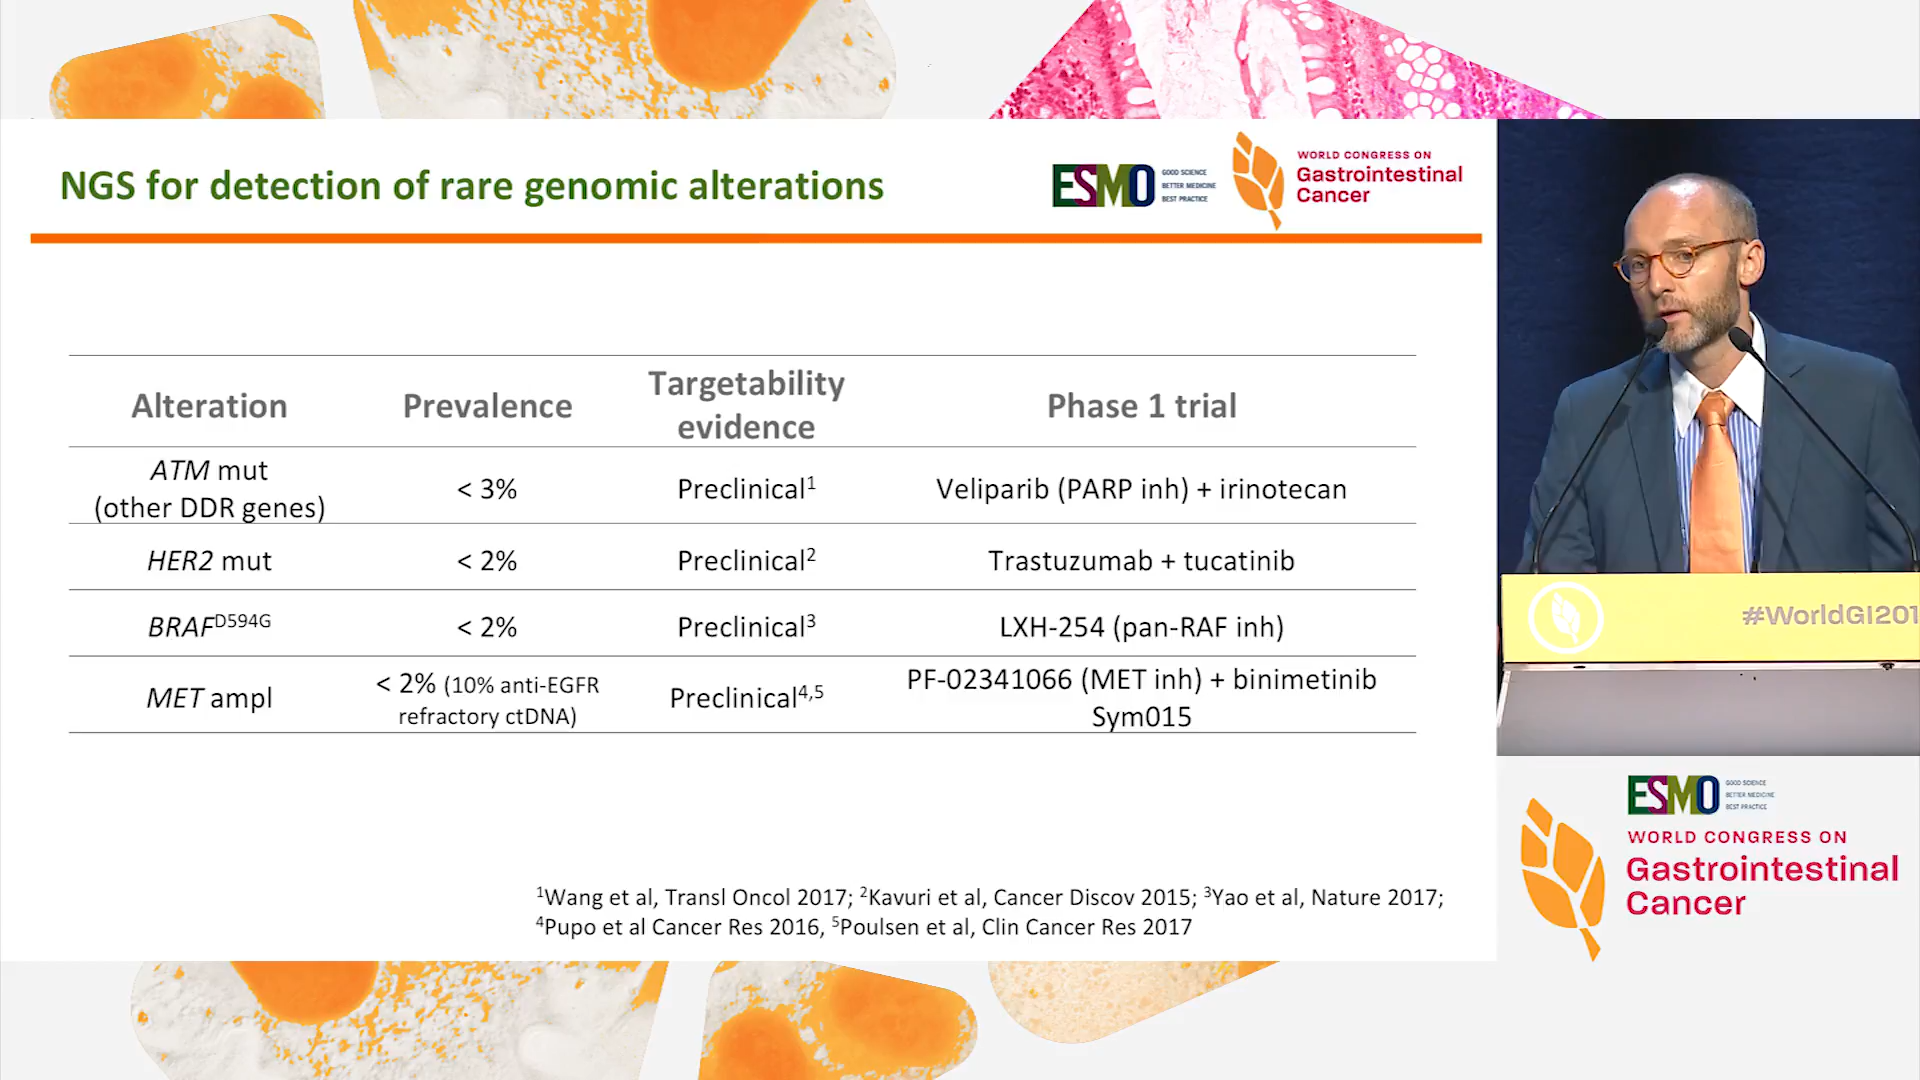 NGS for detection of rare genomic alterations
ESMO
GOOD SCIENCE
BETTER MEDICINE
BEST PRACTICE
WORLD CONGRESS ON
Gastrointestinal
Cancer
Alteration Prevalence Targetability evidence Phase 1 trial
ATM mut (other DDR genes) < 3% Preclinical¹ Veliparib (PARP inh) + irinotecan
HER2 mut < 2% Preclinical² Trastuzumab + tucatinib
BRAFᴰ⁵⁹⁴ᴳ < 2% Preclinical³ LXH-254 (pan-RAF inh)
MET ampl < 2% (10% anti-EGFR refractory ctDNA) Preclinical⁴,⁵ PF-02341066 (MET inh) + binimetinib Sym015
¹Wang et al, Transl Oncol 2017; ²Kavuri et al, Cancer Discov 2015; ³Yao et al, Nature 2017;
⁴Pupo et al Cancer Res 2016, ⁵Poulsen et al, Clin Cancer Res 2017
#WorldGI201
ESMO
GOOD SCIENCE
BETTER MEDICINE
BEST PRACTICE
WORLD CONGRESS ON
Gastrointestinal
Cancer